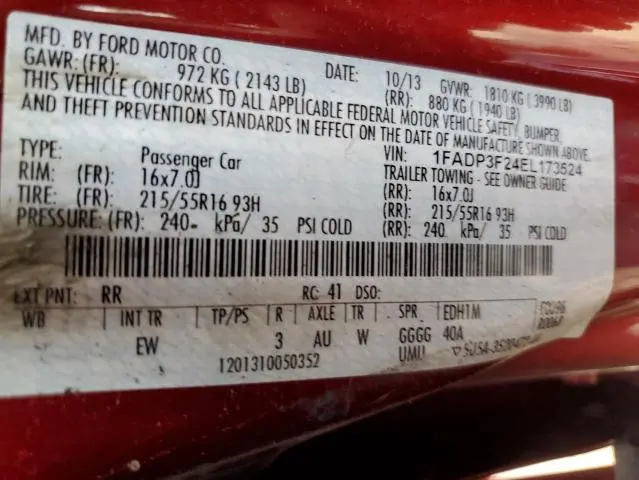 MFD. BY FORD MOTOR CO.
DATE: 10/13 GVWR: 1810 KG ( 3990 LB)
GAWR: (FR): 972 KG ( 2143 LB) (RR): 880 KG ( 1940 LB)
THIS VEHICLE CONFORMS TO ALL APPLICABLE FEDERAL MOTOR VEHICLE SAFETY, BUMPER,
AND THEFT PREVENTION STANDARDS IN EFFECT ON THE DATE OF MANUFACTURE SHOWN ABOVE.
VIN: 1FADP3F24EL173524
TYPE: Passenger Car TRAILER TOWING - SEE OWNER GUIDE
RIM: (FR): 16x7.0J (RR): 16x7.0J
TIRE: (FR): 215/55R16 93H (RR): 215/55R16 93H
PRESSURE: (FR): 240 kPa/ 35 PSI COLD (RR): 240 kPa/ 35 PSI COLD
EXT PNT: RR RC: 41 DSO:
WB INT TR TP/PS R AXLE TR SPR EDH1M
EW 3 AU W GGGG 40A
UMU
1201310050352